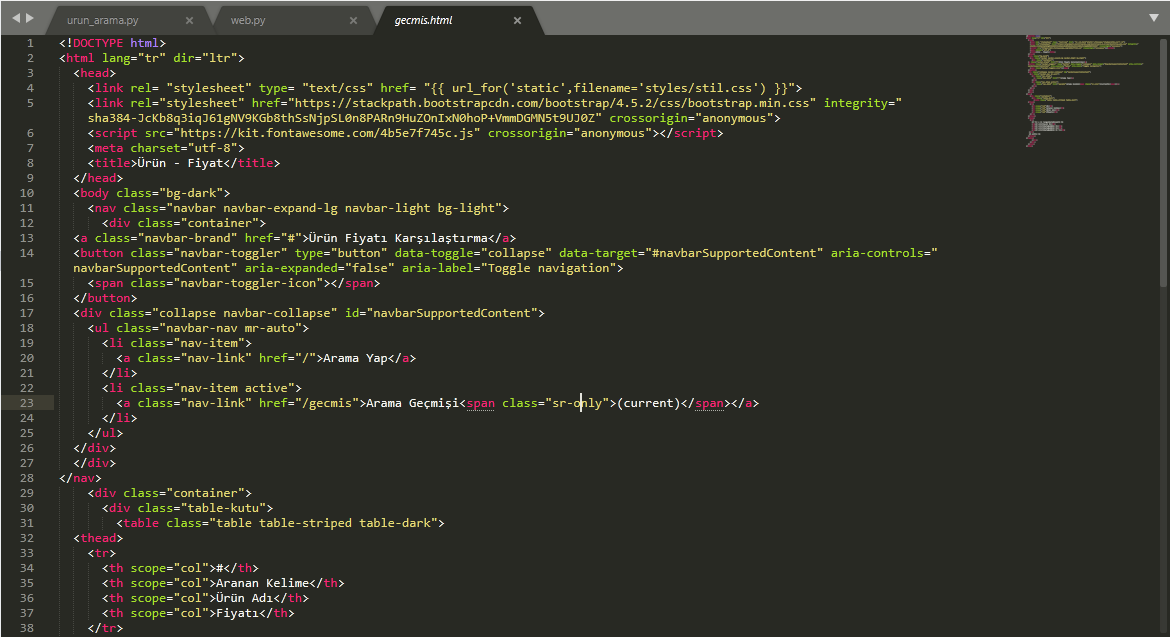 urun_arama.py × web.py × gecmis.html ×
1 <!DOCTYPE html>
2 <html lang="tr" dir="ltr">
3 <head>
4 <link rel= "stylesheet" type= "text/css" href= "{{ url_for('static',filename='styles/stil.css') }}">
5 <link rel="stylesheet" href="https://stackpath.bootstrapcdn.com/bootstrap/4.5.2/css/bootstrap.min.css" integrity="
sha384-JcKb8q3iqJ61gNV9KGb8thSsNjpSL0n8PARn9HuZOnIxN0hoP+VmmDGMN5t9UJ0Z" crossorigin="anonymous">
6 <script src="https://kit.fontawesome.com/4b5e7f745c.js" crossorigin="anonymous"></script>
7 <meta charset="utf-8">
8 <title>Ürün - Fiyat</title>
9 </head>
10 <body class="bg-dark">
11 <nav class="navbar navbar-expand-lg navbar-light bg-light">
12 <div class="container">
13 <a class="navbar-brand" href="#">Ürün Fiyatı Karşılaştırma</a>
14 <button class="navbar-toggler" type="button" data-toggle="collapse" data-target="#navbarSupportedContent" aria-controls="
navbarSupportedContent" aria-expanded="false" aria-label="Toggle navigation">
15 <span class="navbar-toggler-icon"></span>
16 </button>
17 <div class="collapse navbar-collapse" id="navbarSupportedContent">
18 <ul class="navbar-nav mr-auto">
19 <li class="nav-item">
20 <a class="nav-link" href="/">Arama Yap</a>
21 </li>
22 <li class="nav-item active">
23 <a class="nav-link" href="/gecmis">Arama Geçmişi<span class="sr-only">(current)</span></a>
24 </li>
25 </ul>
26 </div>
27 </div>
28 </nav>
29 <div class="container">
30 <div class="table-kutu">
31 <table class="table table-striped table-dark">
32 <thead>
33 <tr>
34 <th scope="col">#</th>
35 <th scope="col">Aranan Kelime</th>
36 <th scope="col">Ürün Adı</th>
37 <th scope="col">Fiyatı</th>
38 </tr>